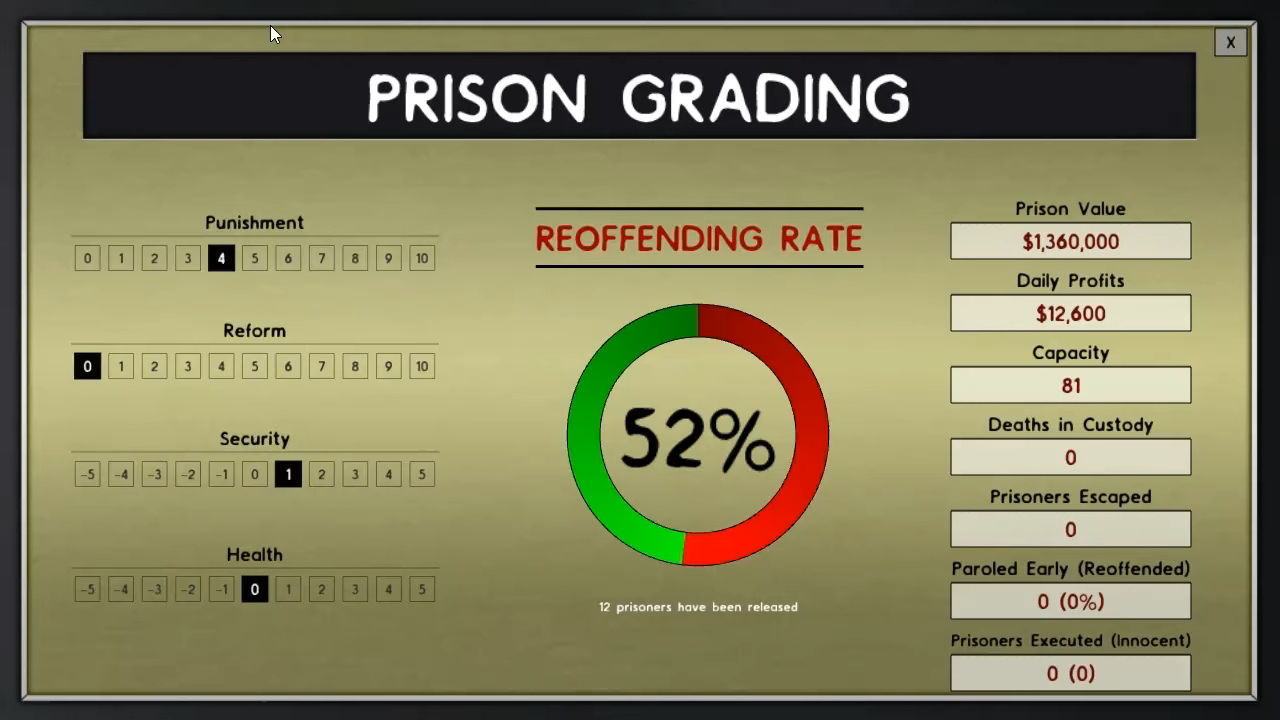 X
PRISON GRADING
Punishment
0 1 2 3 4 5 6 7 8 9 10
Reform
0 1 2 3 4 5 6 7 8 9 10
Security
-5 -4 -3 -2 -1 0 1 2 3 4 5
Health
-5 -4 -3 -2 -1 0 1 2 3 4 5
REOFFENDING RATE
52%
12 prisoners have been released
Prison Value
$1,360,000
Daily Profits
$12,600
Capacity
81
Deaths in Custody
0
Prisoners Escaped
0
Paroled Early (Reoffended)
0 (0%)
Prisoners Executed (Innocent)
0 (0)